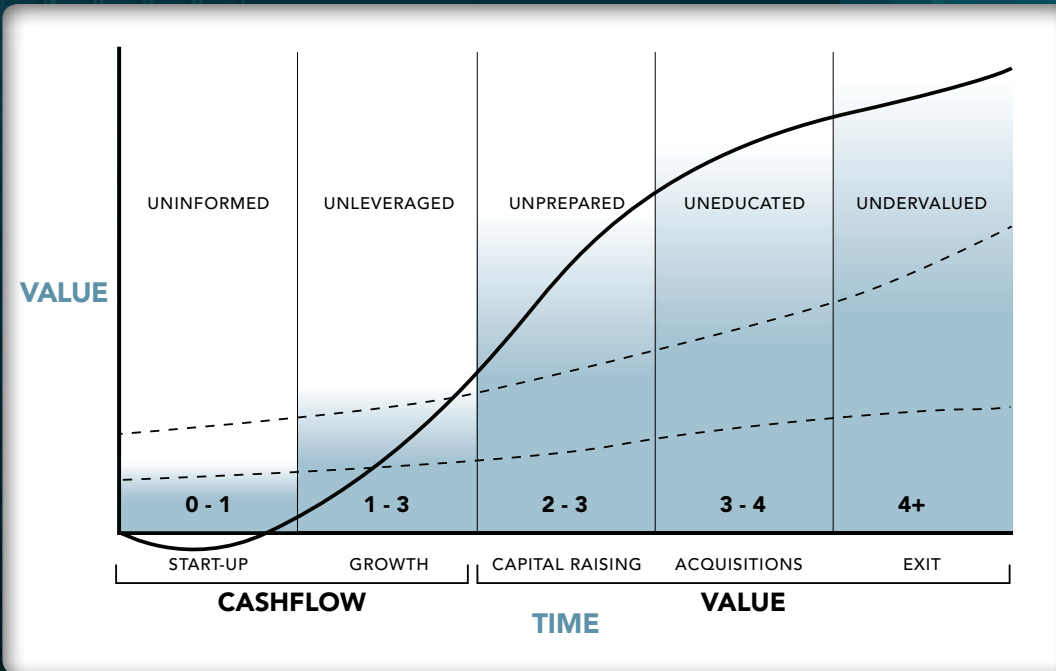 UNINFORMED UNLEVERAGED UNPREPARED UNEDUCATED UNDERVALUED
VALUE
0 - 1 1 - 3 2 - 3 3 - 4 4+
START-UP GROWTH CAPITAL RAISING ACQUISITIONS EXIT
CASHFLOW VALUE
TIME